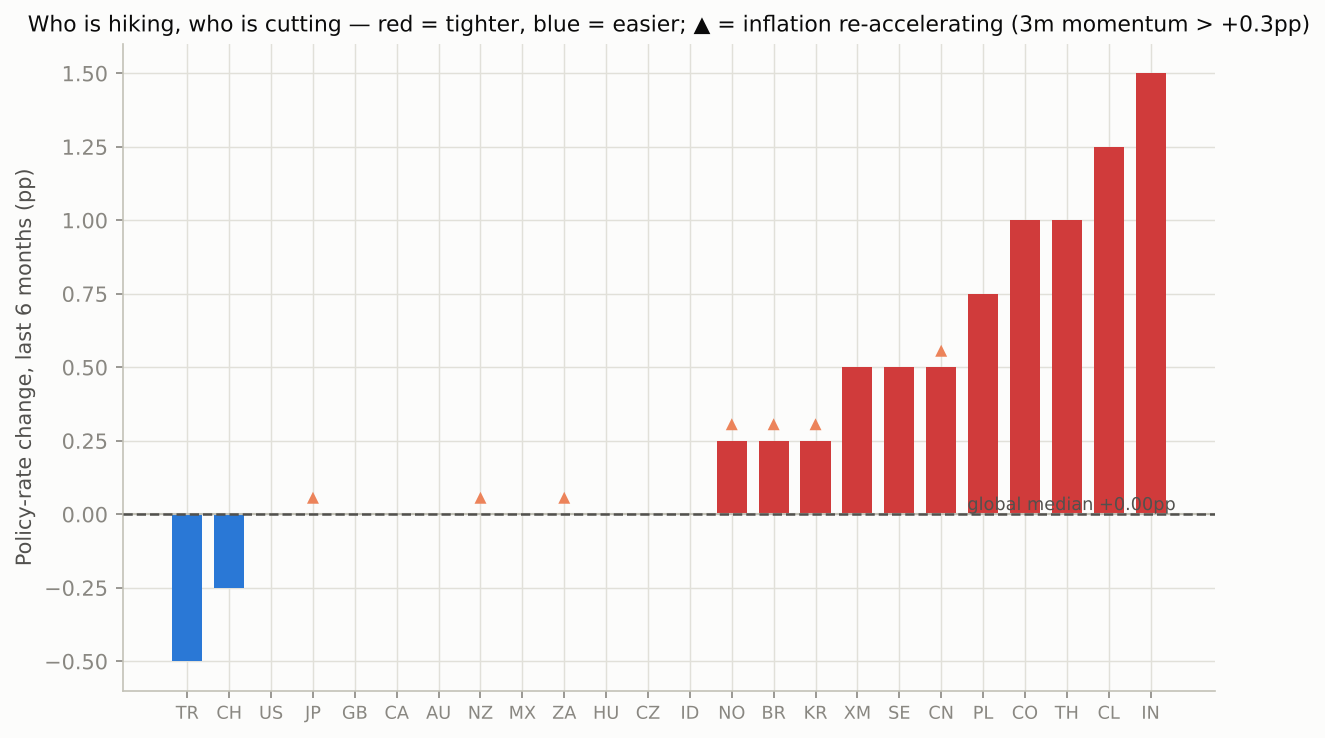 Who is hiking, who is cutting — red = tighter, blue = easier; ▲ = inflation re-accelerating (3m momentum > +0.3pp)
Policy-rate change, last 6 months (pp)
1.50
1.25
1.00
0.75
0.50
0.25
0.00
−0.25
−0.50
global median +0.00pp
TR CH US JP GB CA AU NZ MX ZA HU CZ ID NO BR KR XM SE CN PL CO TH CL IN